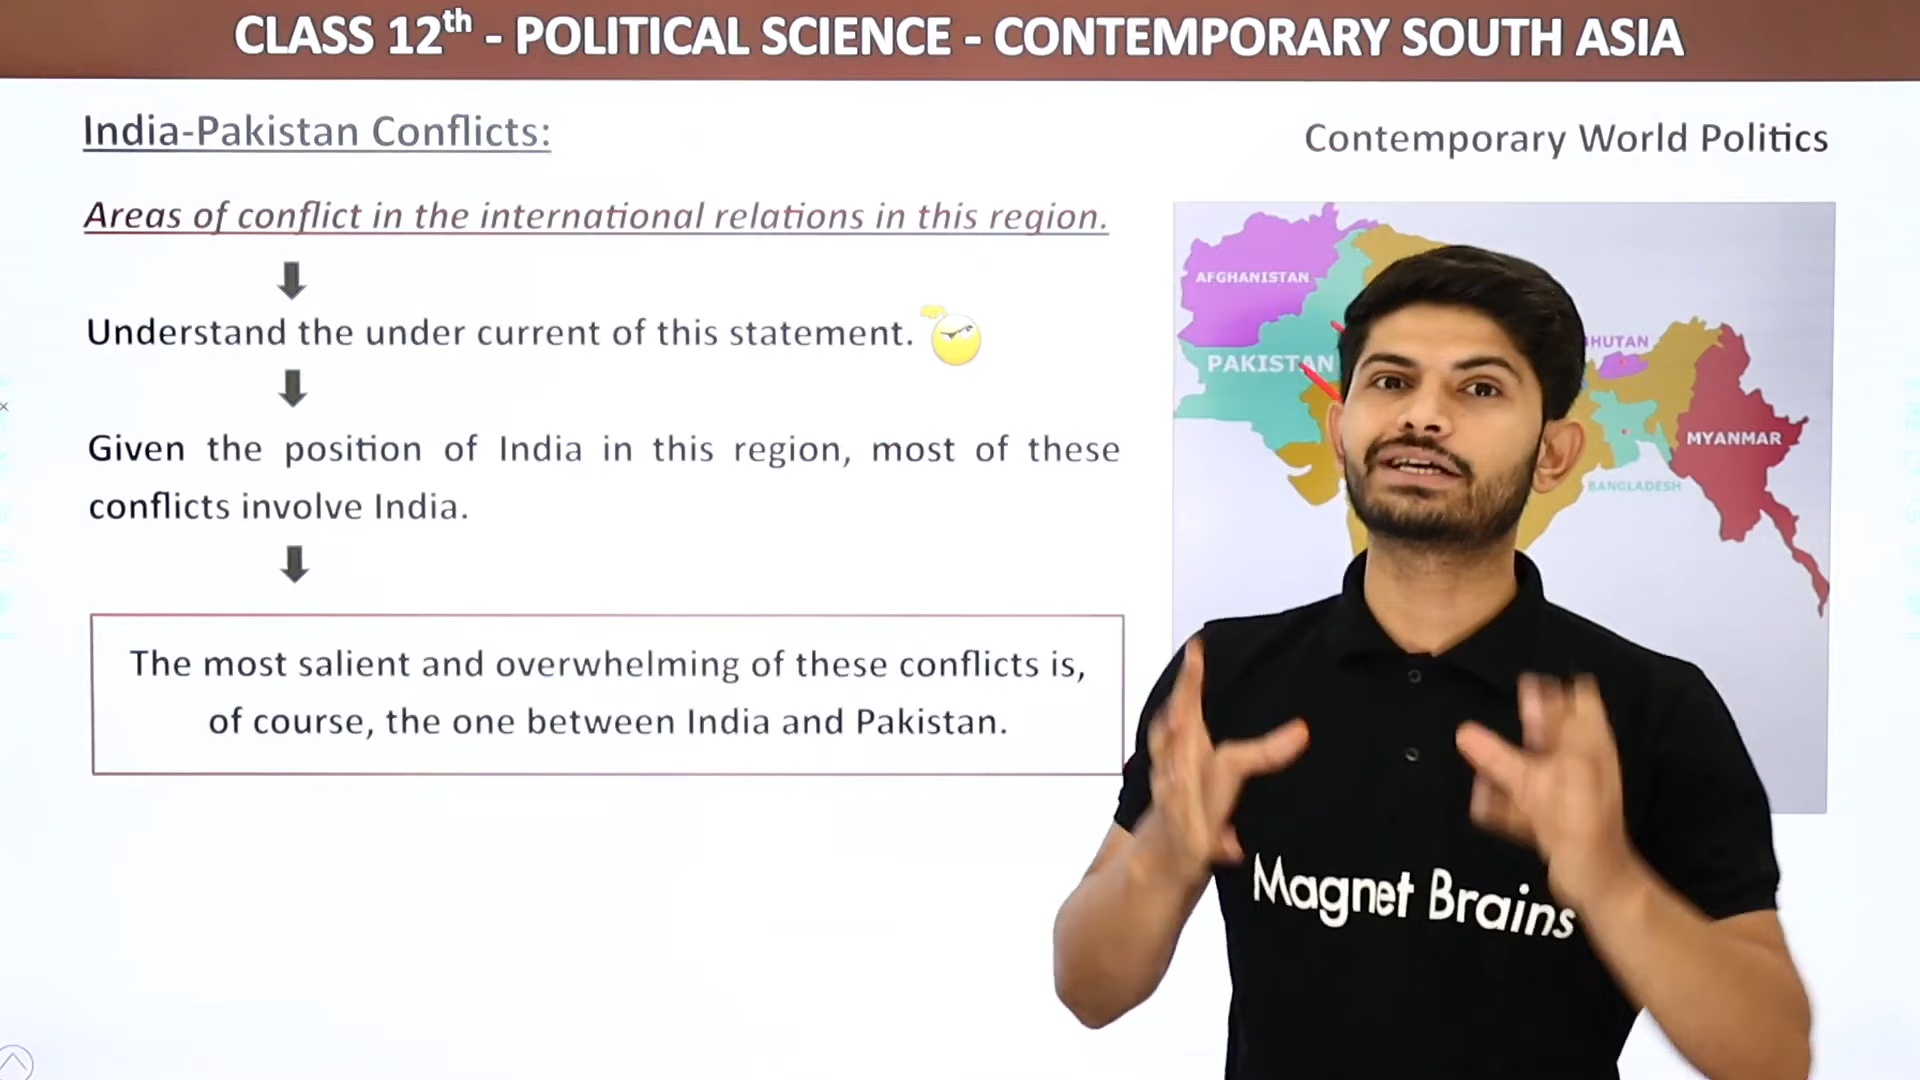 CLASS 12th - POLITICAL SCIENCE - CONTEMPORARY SOUTH ASIA
India-Pakistan Conflicts:
Contemporary World Politics
Areas of conflict in the international relations in this region.
Understand the under current of this statement.
Given the position of India in this region, most of these
conflicts involve India.
The most salient and overwhelming of these conflicts is,
of course, the one between India and Pakistan.
AFGHANISTAN
PAKISTAN
HUTAN
MYANMAR
BANGLADESH
Magnet Brains